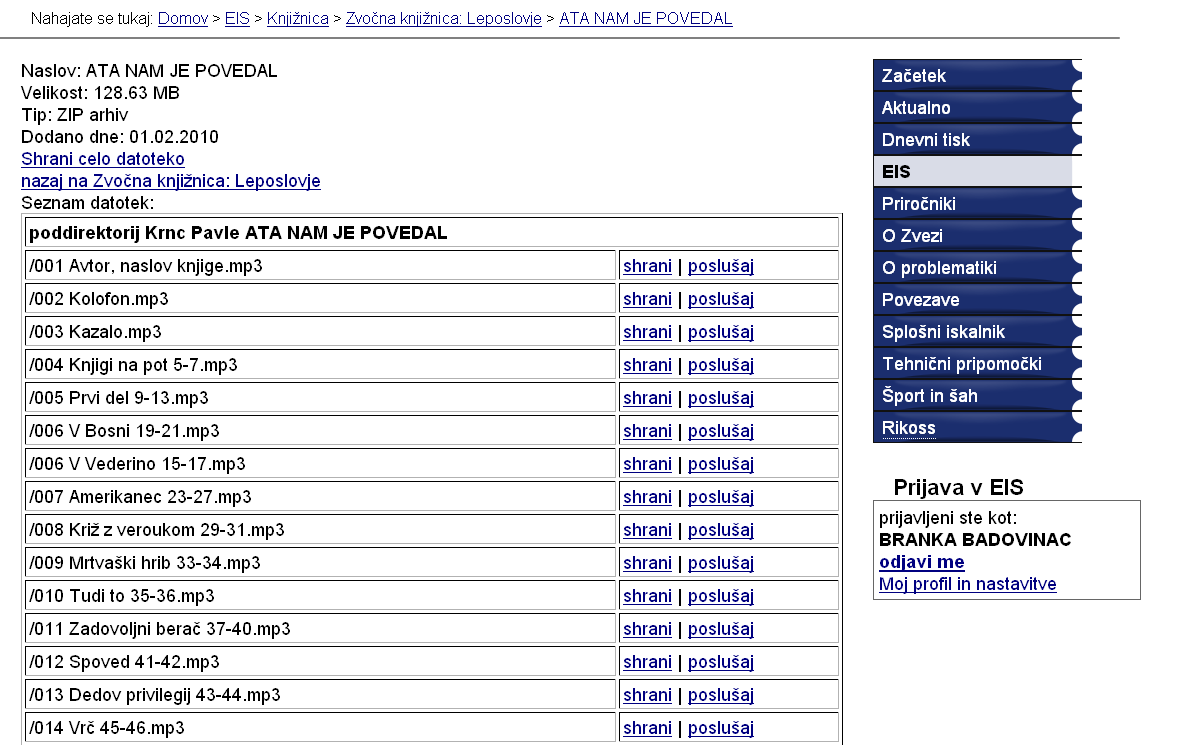 Nahajate se tukaj: Domov > EIS > Knjižnica > Zvočna knjižnica: Leposlovje > ATA NAM JE POVEDAL
Naslov: ATA NAM JE POVEDAL
Velikost: 128.63 MB
Tip: ZIP arhiv
Dodano dne: 01.02.2010
Shrani celo datoteko
nazaj na Zvočna knjižnica: Leposlovje
Seznam datotek:
poddirektorij Krnc Pavle ATA NAM JE POVEDAL
/001 Avtor, naslov knjige.mp3 shrani | poslušaj
/002 Kolofon.mp3 shrani | poslušaj
/003 Kazalo.mp3 shrani | poslušaj
/004 Knjigi na pot 5-7.mp3 shrani | poslušaj
/005 Prvi del 9-13.mp3 shrani | poslušaj
/006 V Bosni 19-21.mp3 shrani | poslušaj
/006 V Vederino 15-17.mp3 shrani | poslušaj
/007 Amerikanec 23-27.mp3 shrani | poslušaj
/008 Križ z veroukom 29-31.mp3 shrani | poslušaj
/009 Mrtvaški hrib 33-34.mp3 shrani | poslušaj
/010 Tudi to 35-36.mp3 shrani | poslušaj
/011 Zadovoljni berač 37-40.mp3 shrani | poslušaj
/012 Spoved 41-42.mp3 shrani | poslušaj
/013 Dedov privilegij 43-44.mp3 shrani | poslušaj
/014 Vrč 45-46.mp3 shrani | poslušaj
Začetek
Aktualno
Dnevni tisk
EIS
Priročniki
O Zvezi
O problematiki
Povezave
Splošni iskalnik
Tehnični pripomočki
Šport in šah
Rikoss
Prijava v EIS
prijavljeni ste kot:
BRANKA BADOVINAC
odjavi me
Moj profil in nastavitve